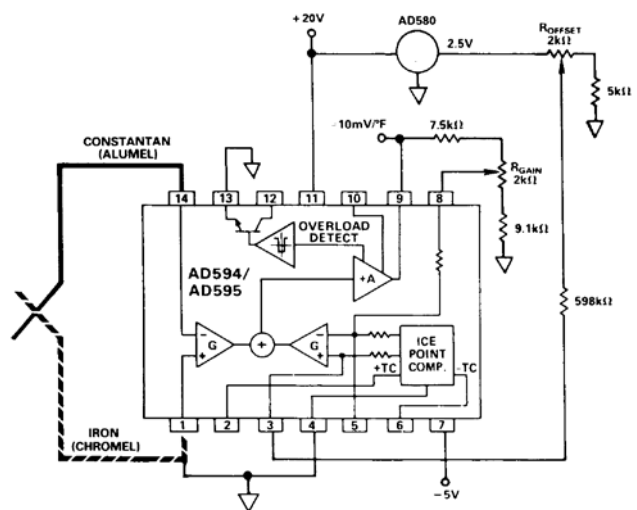 +20V
AD580
2.5V
ROFFSET
2kΩ
5kΩ
CONSTANTAN
(ALUMEL)
10mV/°F
7.5kΩ
RGAIN
2kΩ
14
13
12
11
10
9
8
OVERLOAD
DETECT
9.1kΩ
AD594/
AD595
+A
598kΩ
-
G
+
+
-
G
+
ICE
POINT
COMP.
+TC
-TC
IRON
(CHROMEL)
1
2
3
4
5
6
7
-5V